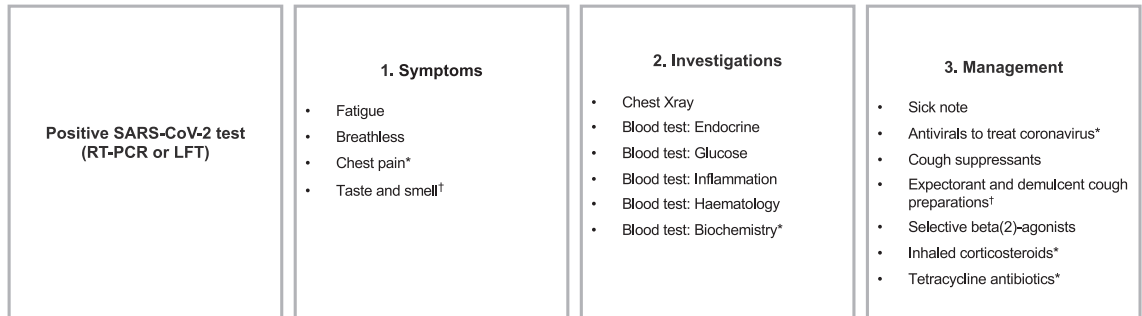 Positive SARS-CoV-2 test
(RT-PCR or LFT)
1. Symptoms
• Fatigue
• Breathless
• Chest pain*
• Taste and smell†
2. Investigations
• Chest Xray
• Blood test: Endocrine
• Blood test: Glucose
• Blood test: Inflammation
• Blood test: Haematology
• Blood test: Biochemistry*
3. Management
• Sick note
• Antivirals to treat coronavirus*
• Cough suppressants
• Expectorant and demulcent cough
preparations†
• Selective beta(2)-agonists
• Inhaled corticosteroids*
• Tetracycline antibiotics*